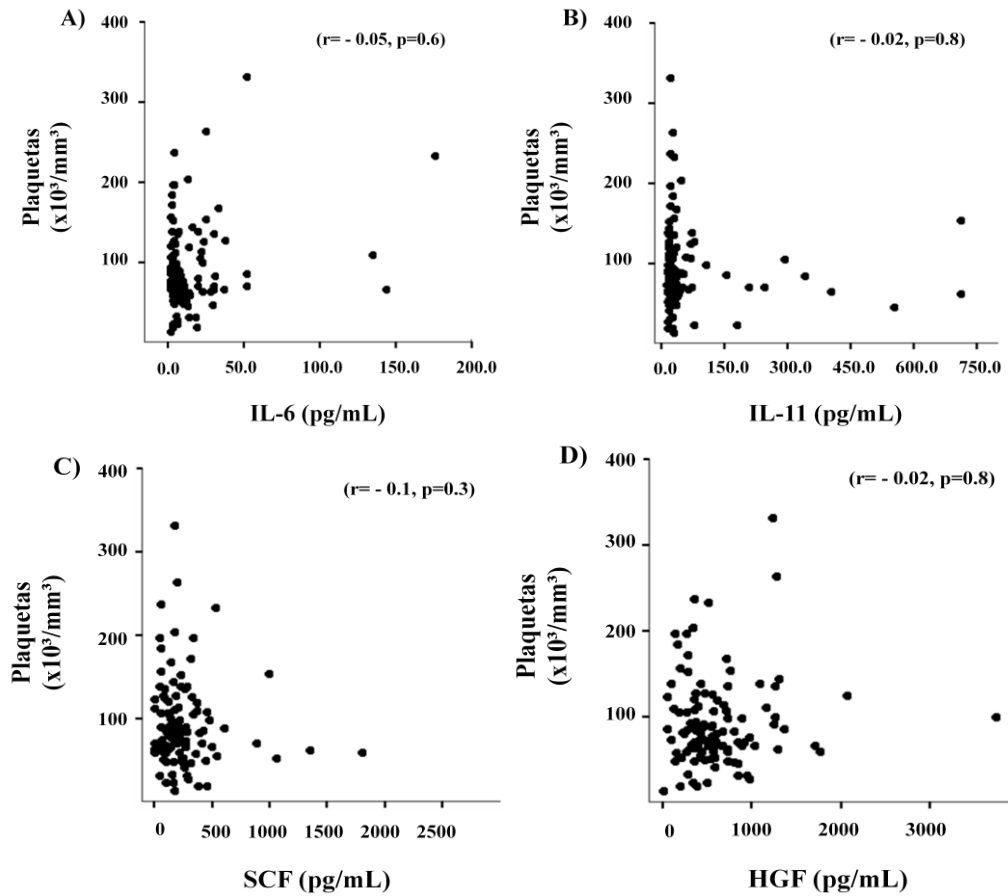 A)
400
300
200
100
Plaquetas
(x10³/mm³)
(r= - 0.05, p=0.6)
0.0 50.0 100.0 150.0 200.0
IL-6 (pg/mL)
B)
400
300
200
100
Plaquetas
(x10³/mm³)
(r= - 0.02, p=0.8)
0.0 150.0 300.0 450.0 600.0 750.0
IL-11 (pg/mL)
C)
400
300
200
100
0
Plaquetas
(x10³/mm³)
(r= - 0.1, p=0.3)
0 500 1000 1500 2000 2500
SCF (pg/mL)
D)
400
300
200
100
0
Plaquetas
(x10³/mm³)
(r= - 0.02, p=0.8)
0 1000 2000 3000
HGF (pg/mL)